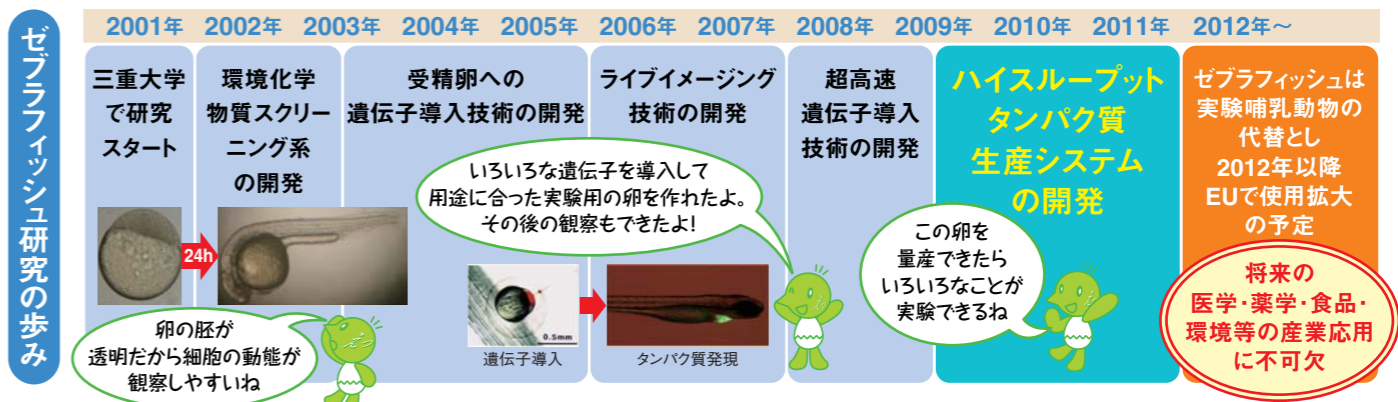 ゼブラフィッシュ研究の歩み
2001年 2002年 2003年 2004年 2005年 2006年 2007年 2008年 2009年 2010年 2011年 2012年～
三重大学
で研究
スタート
環境化学
物質スクリー
ニング系
の開発
受精卵への
遺伝子導入技術の開発
ライブイメージング
技術の開発
超高速
遺伝子導入
技術の開発
ハイスループット
タンパク質
生産システム
の開発
ゼブラフィッシュは
実験哺乳動物の
代替とし
2012年以降
EUで使用拡大
の予定
24h
卵の胚が
透明だから細胞の動態が
観察しやすいね
いろいろな遺伝子を導入して
用途に合った実験用の卵を作れたよ。
その後の観察もできたよ!
0.5mm
遺伝子導入
タンパク質発現
この卵を
量産できたら
いろいろなことが
実験できるね
将来の
医学・薬学・食品・
環境等の産業応用
に不可欠